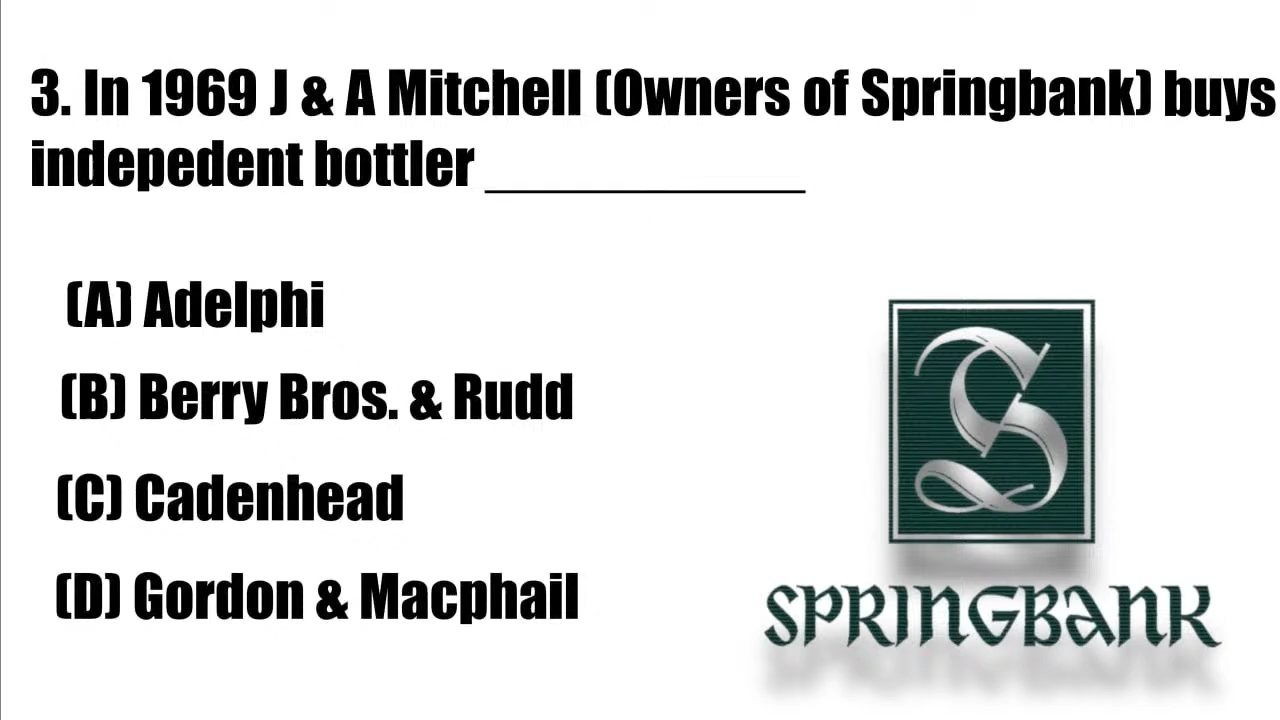 3. In 1969 J & A Mitchell (Owners of Springbank) buys
indepedent bottler ____________
(A) Adelphi
(B) Berry Bros. & Rudd
(C) Cadenhead
(D) Gordon & Macphail
S
SPRINGBANK